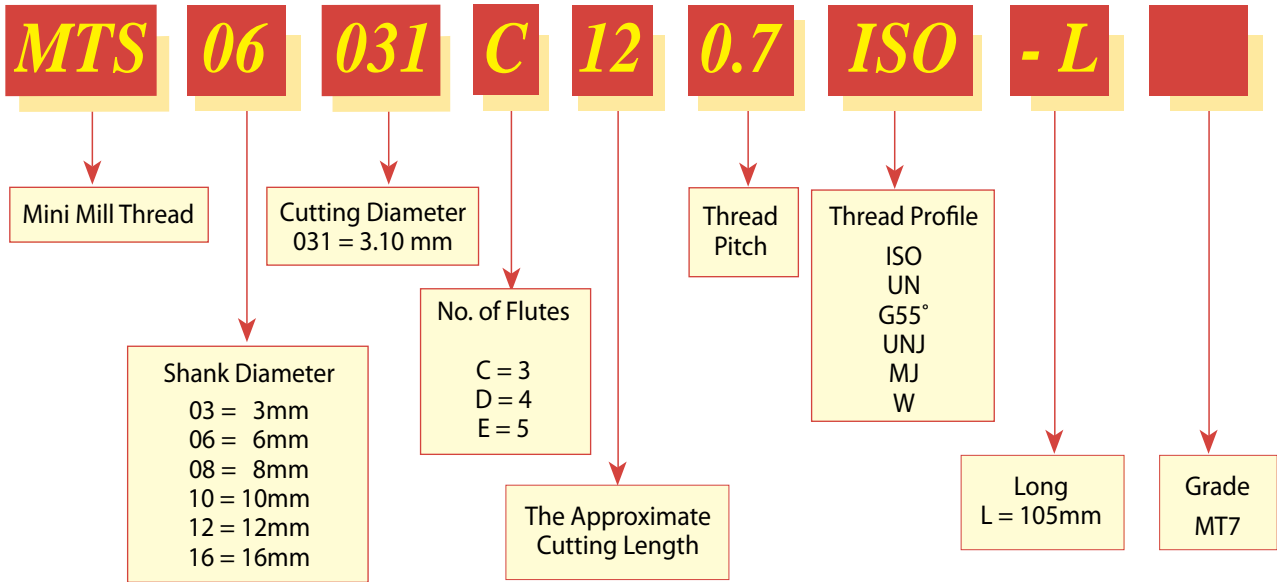 MTS 06 031 C 12 0.7 ISO - L
Mini Mill Thread
Shank Diameter
03 = 3mm
06 = 6mm
08 = 8mm
10 = 10mm
12 = 12mm
16 = 16mm
Cutting Diameter
031 = 3.10 mm
No. of Flutes
C = 3
D = 4
E = 5
The Approximate
Cutting Length
Thread
Pitch
Thread Profile
ISO
UN
G55°
UNJ
MJ
W
Long
L = 105mm
Grade
MT7